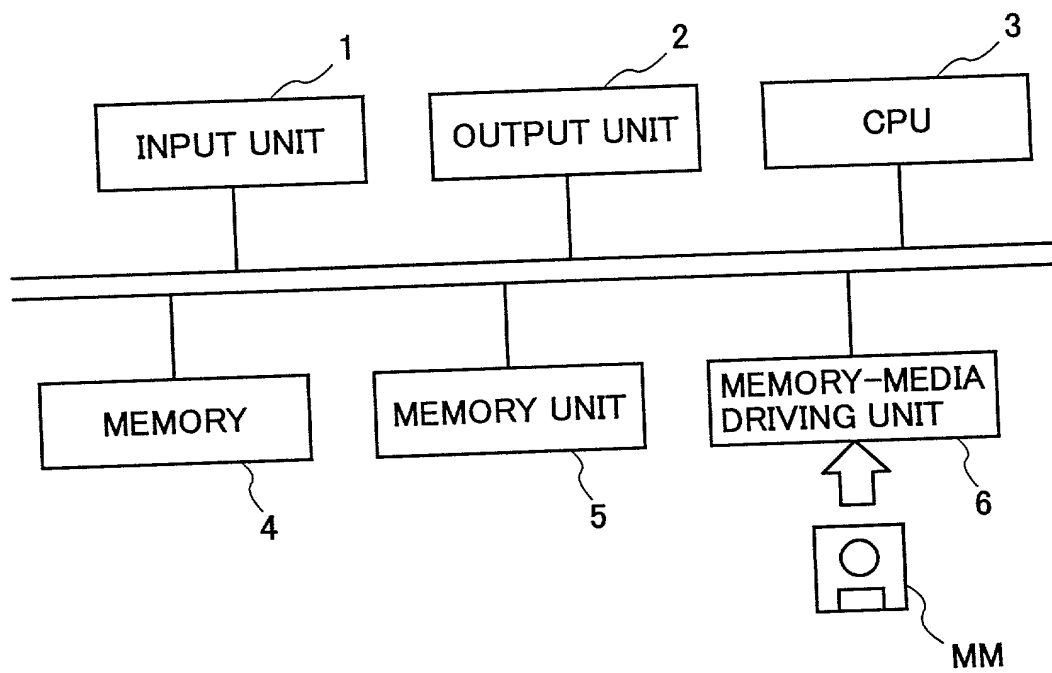 1
2
3
INPUT UNIT
OUTPUT UNIT
CPU
MEMORY
MEMORY UNIT
MEMORY-MEDIA
DRIVING UNIT
4
5
6
MM